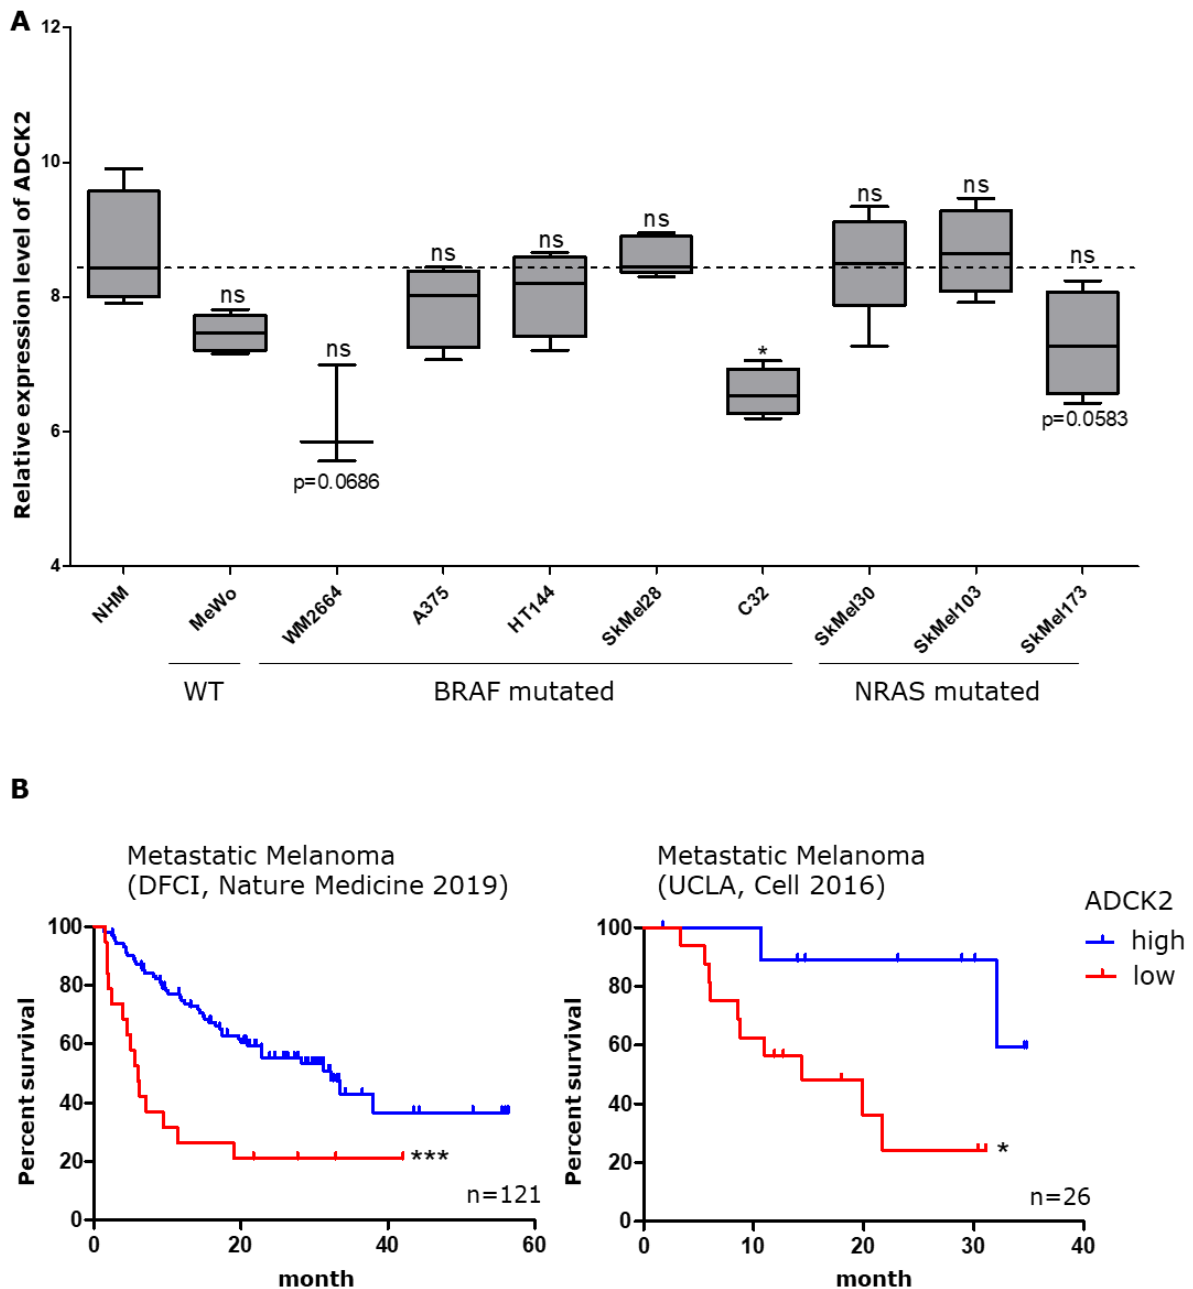 A
Relative expression level of ADCK2
12
10
8
6
4
ns
ns
p=0.0686
ns
ns
ns
*
ns
ns
ns
p=0.0583
NHM
MeWo
WM2664
A375
HT144
SkMel28
C32
SkMel30
SkMel103
SkMel173
WT
BRAF mutated
NRAS mutated
B
Metastatic Melanoma
(DFCI, Nature Medicine 2019)
Percent survival
100
80
60
40
20
0
***
n=121
0 20 40 60
month
Metastatic Melanoma
(UCLA, Cell 2016)
Percent survival
100
80
60
40
20
0
*
n=26
0 10 20 30 40
month
ADCK2
high
low